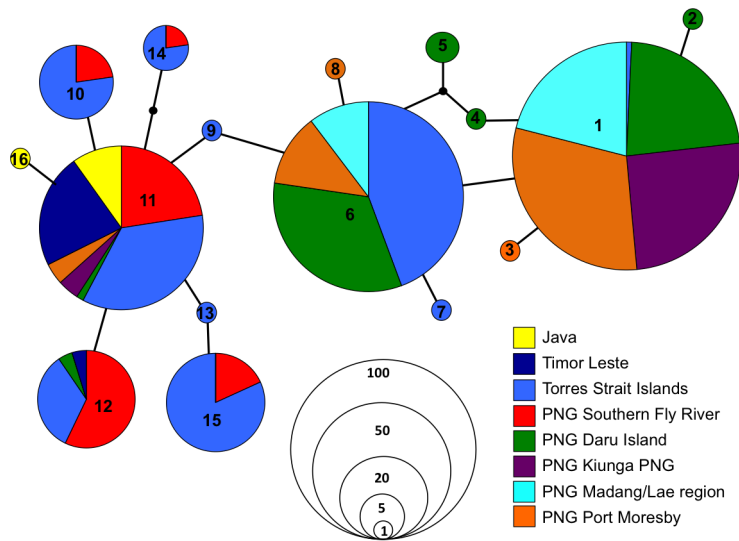 2
5
14
8
10
4
1
9
16
11
6
3
13
7
12
15
100
50
20
5
1
Java
Timor Leste
Torres Strait Islands
PNG Southern Fly River
PNG Daru Island
PNG Kiunga PNG
PNG Madang/Lae region
PNG Port Moresby